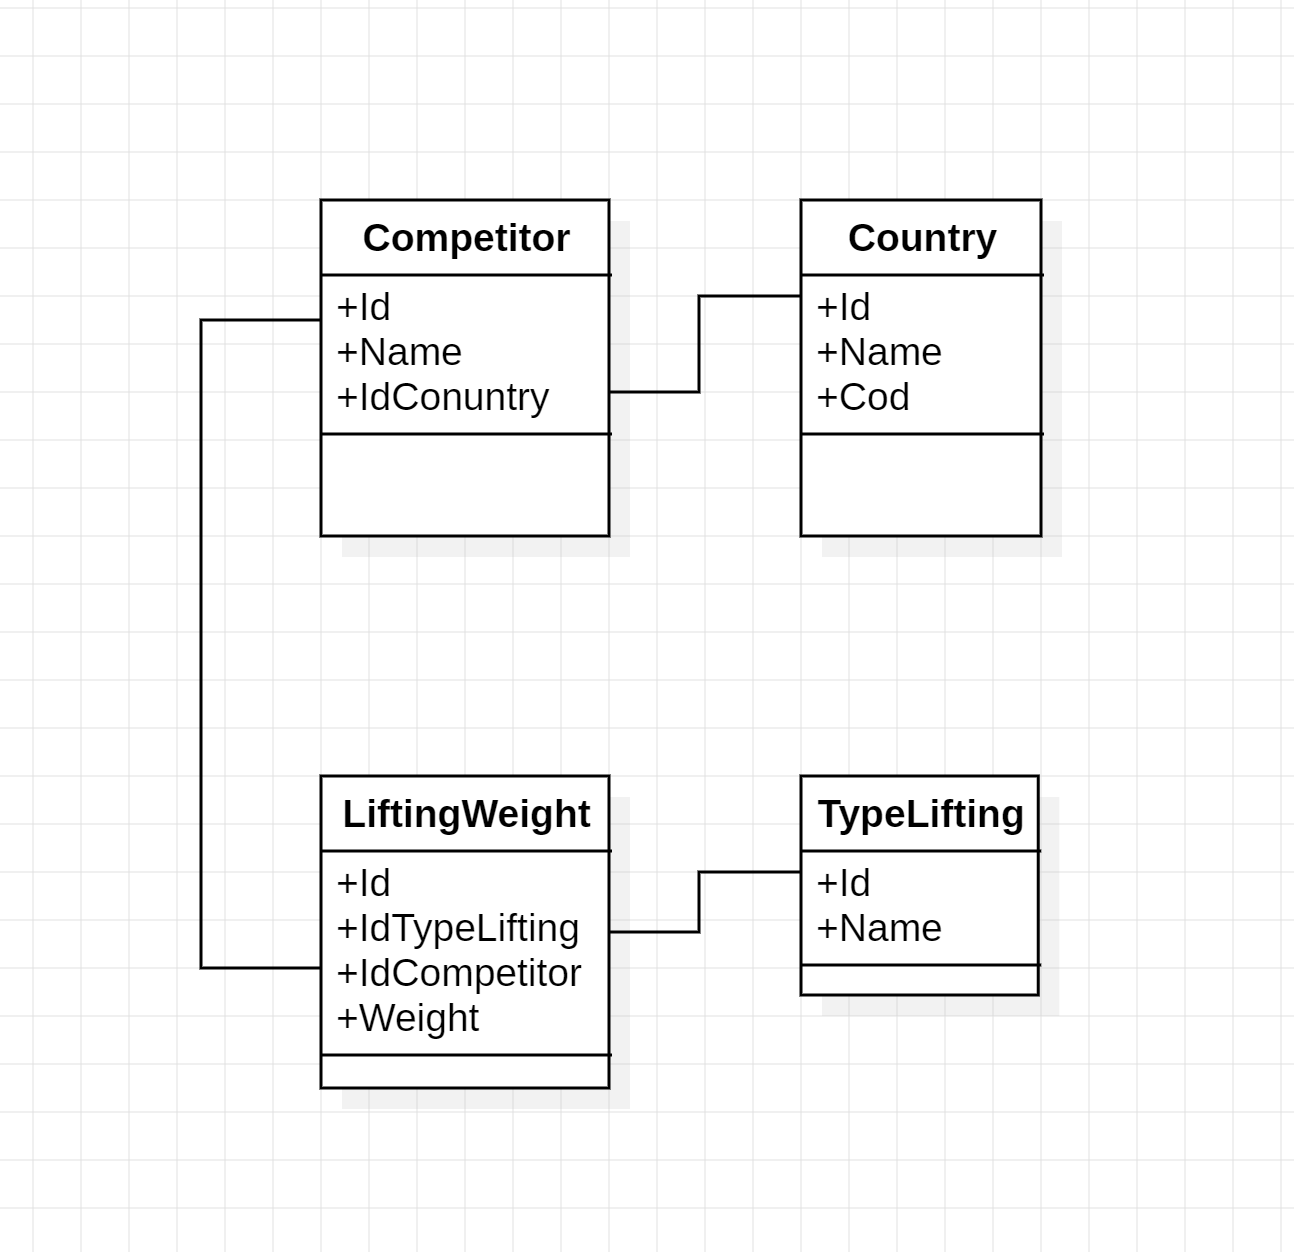 Competitor
+Id
+Name
+IdConuntry
Country
+Id
+Name
+Cod
LiftingWeight
+Id
+IdTypeLifting
+IdCompetitor
+Weight
TypeLifting
+Id
+Name